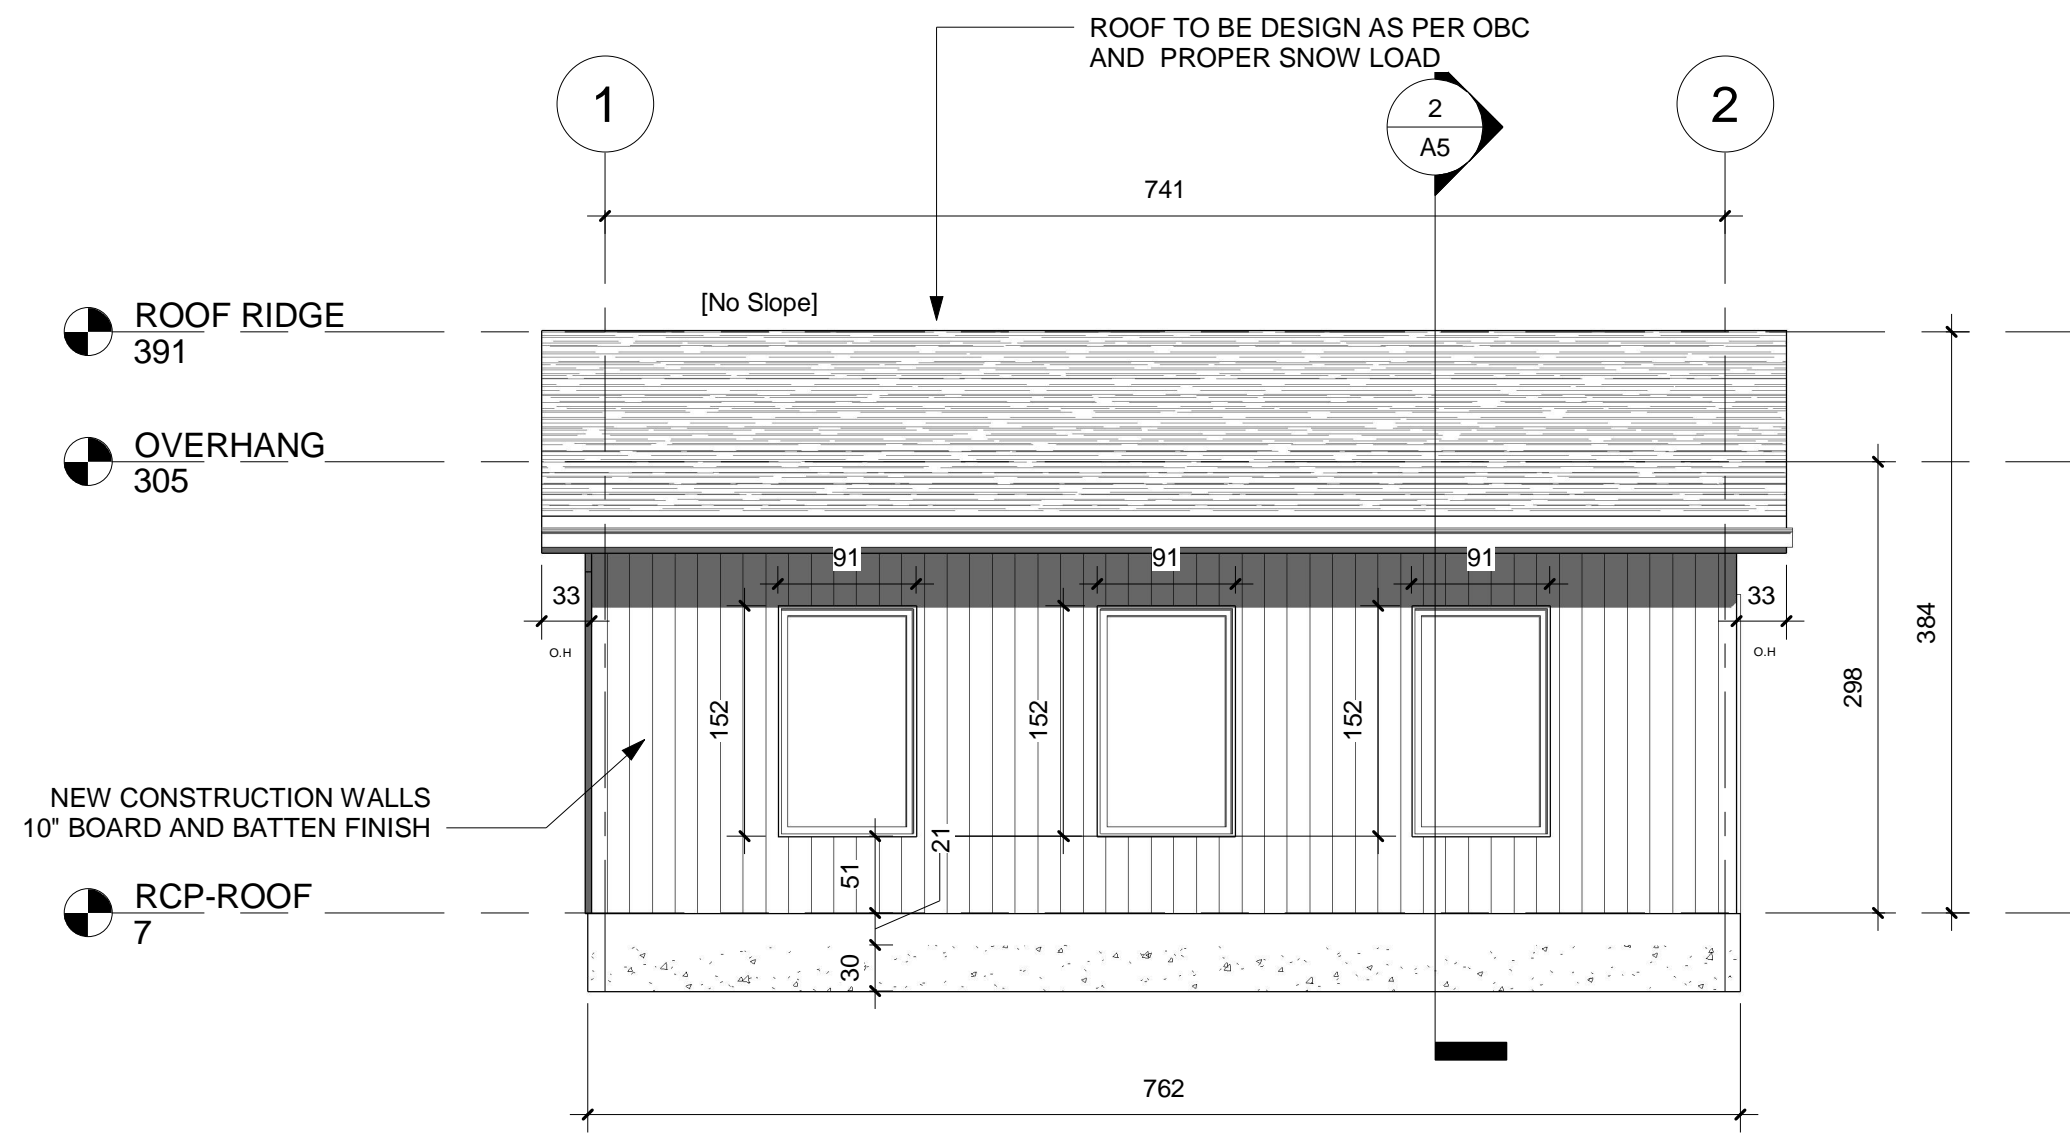 ROOF TO BE DESIGN AS PER OBC
AND PROPER SNOW LOAD
1
2
A5
2
741
[No Slope]
ROOF RIDGE
391
OVERHANG
305
91
91
91
33
33
O.H
O.H
384
298
152
152
152
NEW CONSTRUCTION WALLS
10" BOARD AND BATTEN FINISH
21
51
RCP-ROOF
7
30
762